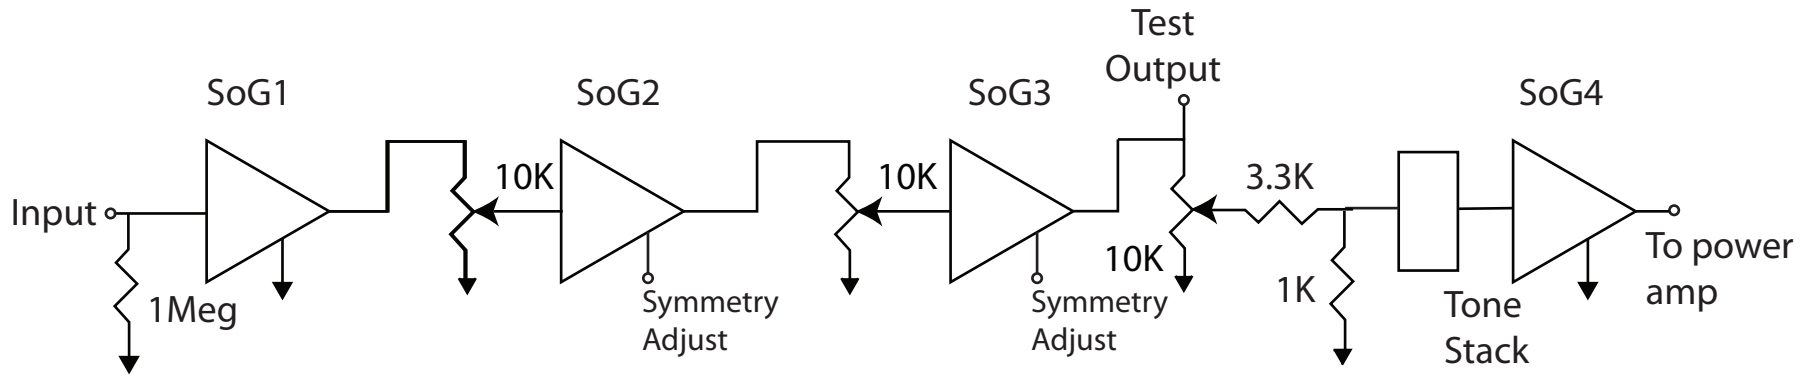 Test
Output
SoG1
SoG2
SoG3
SoG4
Input
10K
10K
3.3K
1Meg
10K
1K
Symmetry
Adjust
Symmetry
Adjust
Tone
Stack
To power
amp